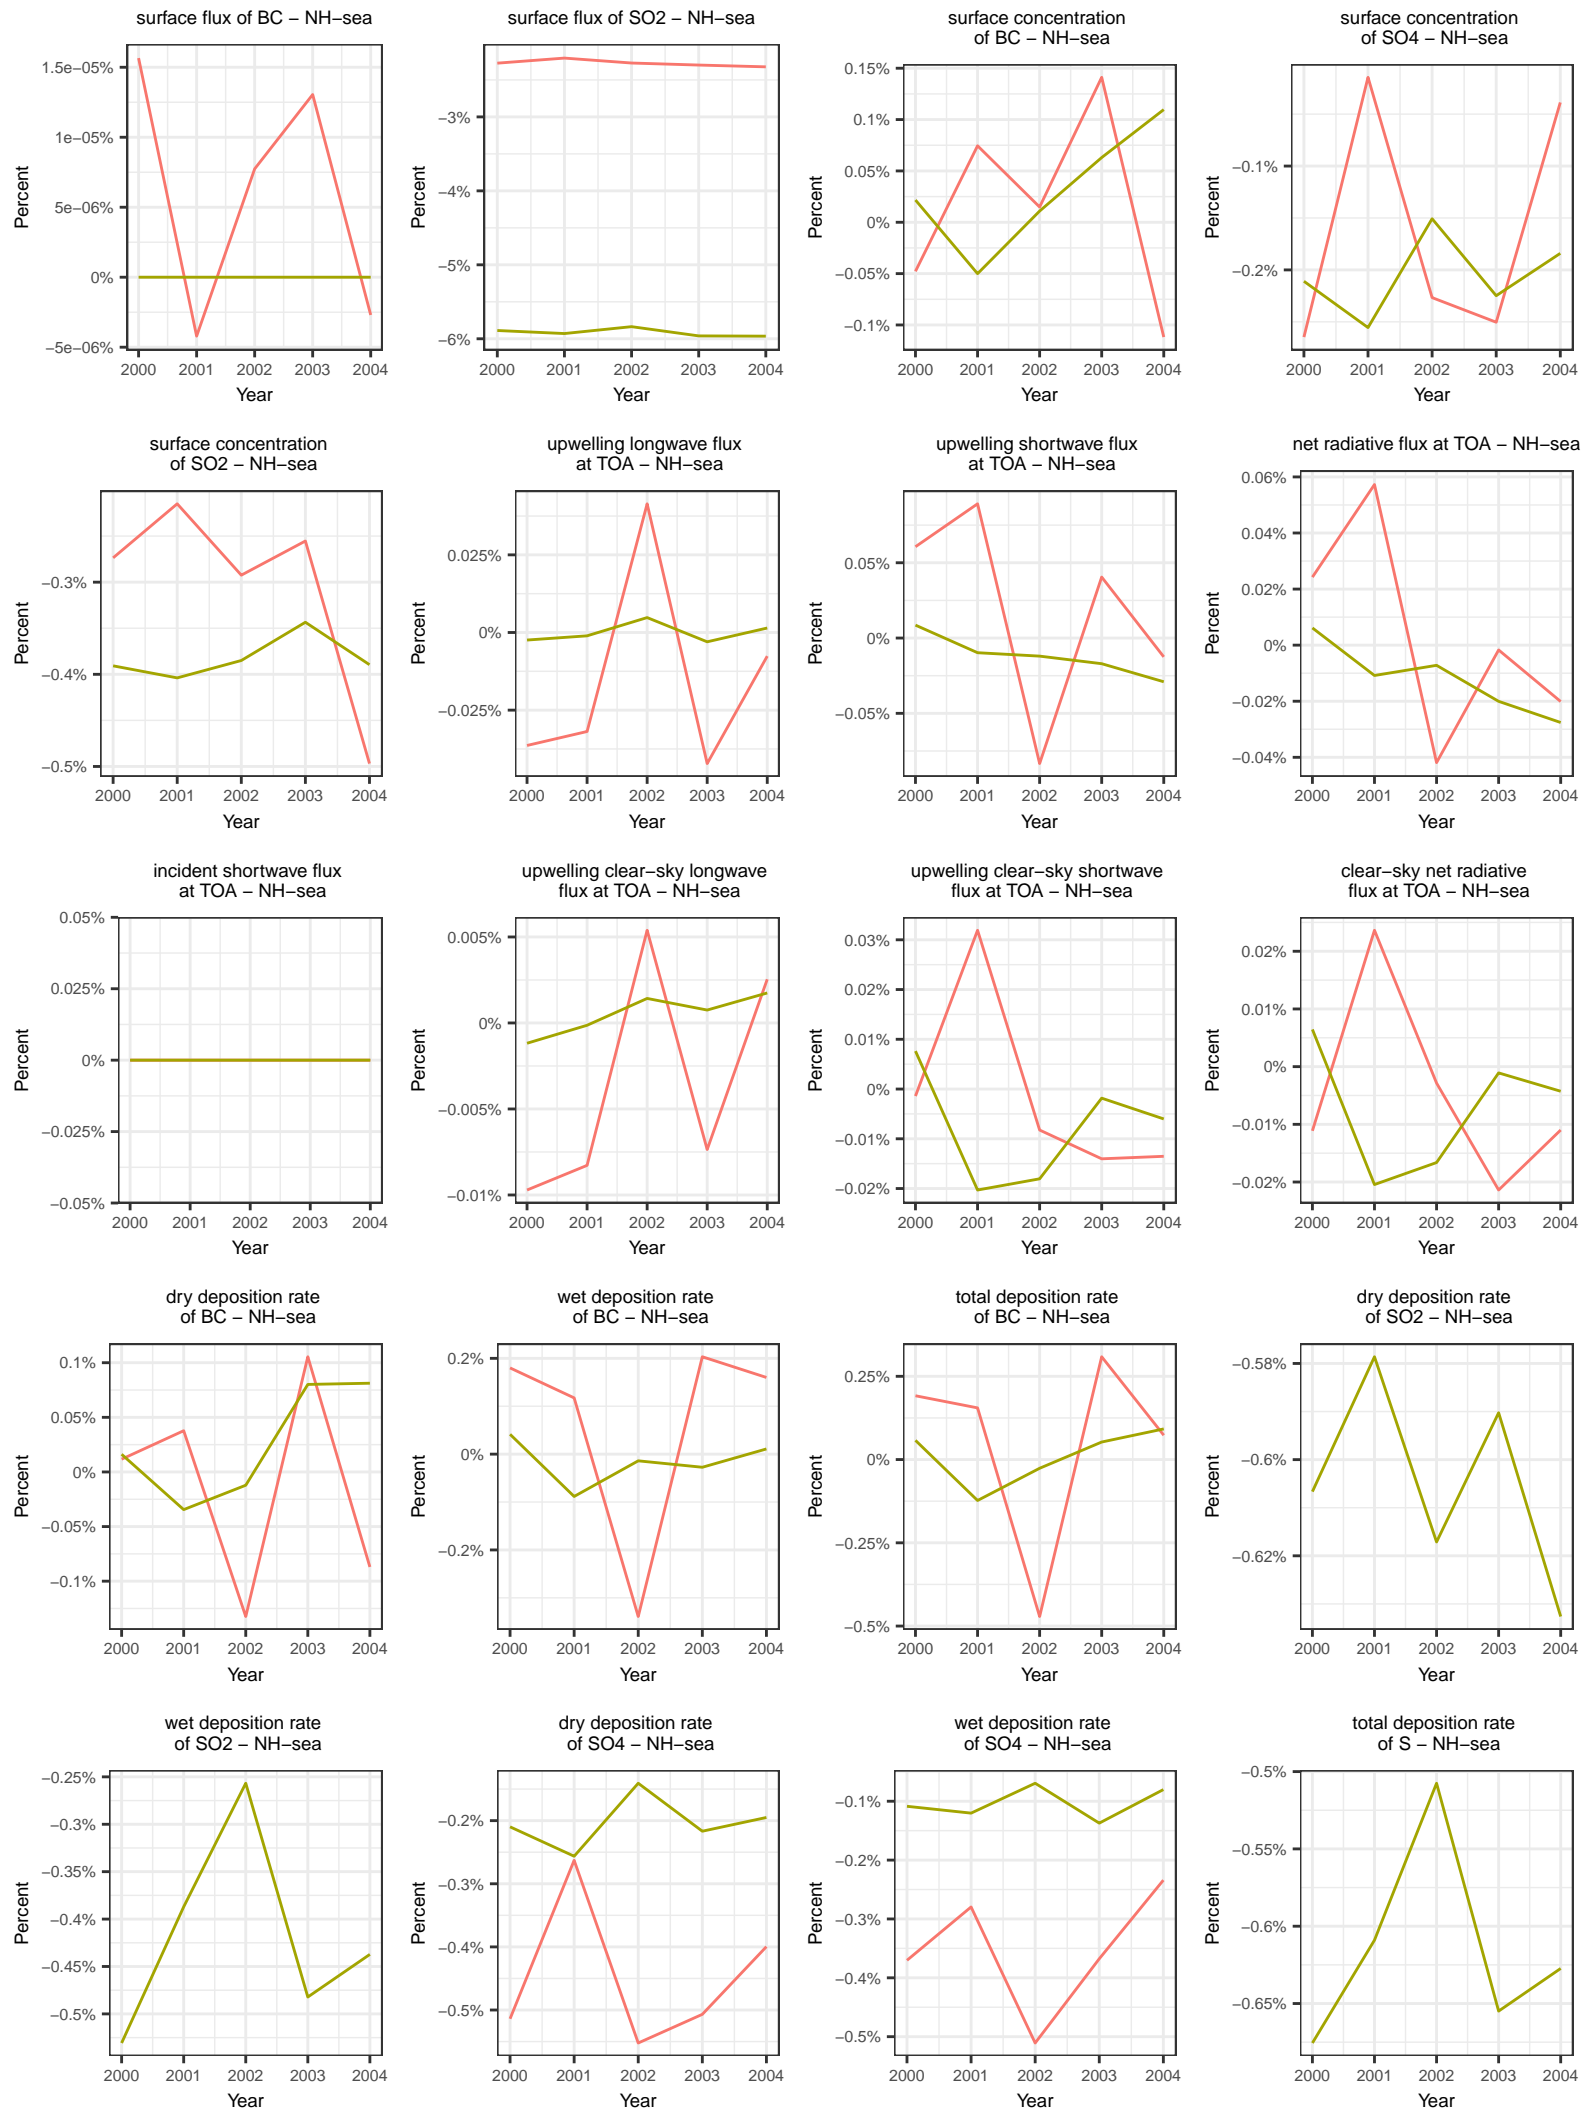 surface flux of BC − NH−sea
1.5e−05%
1e−05%
5e−06%
0%
−5e−06%
Percent
2000 2001 2002 2003 2004
Year
surface flux of SO2 − NH−sea
−3%
−4%
−5%
−6%
Percent
2000 2001 2002 2003 2004
Year
surface concentration
of BC − NH−sea
0.15%
0.1%
0.05%
0%
−0.05%
−0.1%
Percent
2000 2001 2002 2003 2004
Year
surface concentration
of SO4 − NH−sea
−0.1%
−0.2%
Percent
2000 2001 2002 2003 2004
Year
surface concentration
of SO2 − NH−sea
−0.3%
−0.4%
−0.5%
Percent
2000 2001 2002 2003 2004
Year
upwelling longwave flux
at TOA − NH−sea
0.025%
0%
−0.025%
Percent
2000 2001 2002 2003 2004
Year
upwelling shortwave flux
at TOA − NH−sea
0.05%
0%
−0.05%
Percent
2000 2001 2002 2003 2004
Year
net radiative flux at TOA − NH−sea
0.06%
0.04%
0.02%
0%
−0.02%
−0.04%
Percent
2000 2001 2002 2003 2004
Year
incident shortwave flux
at TOA − NH−sea
0.05%
0.025%
0%
−0.025%
−0.05%
Percent
2000 2001 2002 2003 2004
Year
upwelling clear−sky longwave
flux at TOA − NH−sea
0.005%
0%
−0.005%
−0.01%
Percent
2000 2001 2002 2003 2004
Year
upwelling clear−sky shortwave
flux at TOA − NH−sea
0.03%
0.02%
0.01%
0%
−0.01%
−0.02%
Percent
2000 2001 2002 2003 2004
Year
clear−sky net radiative
flux at TOA − NH−sea
0.02%
0.01%
0%
−0.01%
−0.02%
Percent
2000 2001 2002 2003 2004
Year
dry deposition rate
of BC − NH−sea
0.1%
0.05%
0%
−0.05%
−0.1%
Percent
2000 2001 2002 2003 2004
Year
wet deposition rate
of BC − NH−sea
0.2%
0%
−0.2%
Percent
2000 2001 2002 2003 2004
Year
total deposition rate
of BC − NH−sea
0.25%
0%
−0.25%
−0.5%
Percent
2000 2001 2002 2003 2004
Year
dry deposition rate
of SO2 − NH−sea
−0.58%
−0.6%
−0.62%
Percent
2000 2001 2002 2003 2004
Year
wet deposition rate
of SO2 − NH−sea
−0.25%
−0.3%
−0.35%
−0.4%
−0.45%
−0.5%
Percent
2000 2001 2002 2003 2004
Year
dry deposition rate
of SO4 − NH−sea
−0.2%
−0.3%
−0.4%
−0.5%
Percent
2000 2001 2002 2003 2004
Year
wet deposition rate
of SO4 − NH−sea
−0.1%
−0.2%
−0.3%
−0.4%
−0.5%
Percent
2000 2001 2002 2003 2004
Year
total deposition rate
of S − NH−sea
−0.5%
−0.55%
−0.6%
−0.65%
Percent
2000 2001 2002 2003 2004
Year